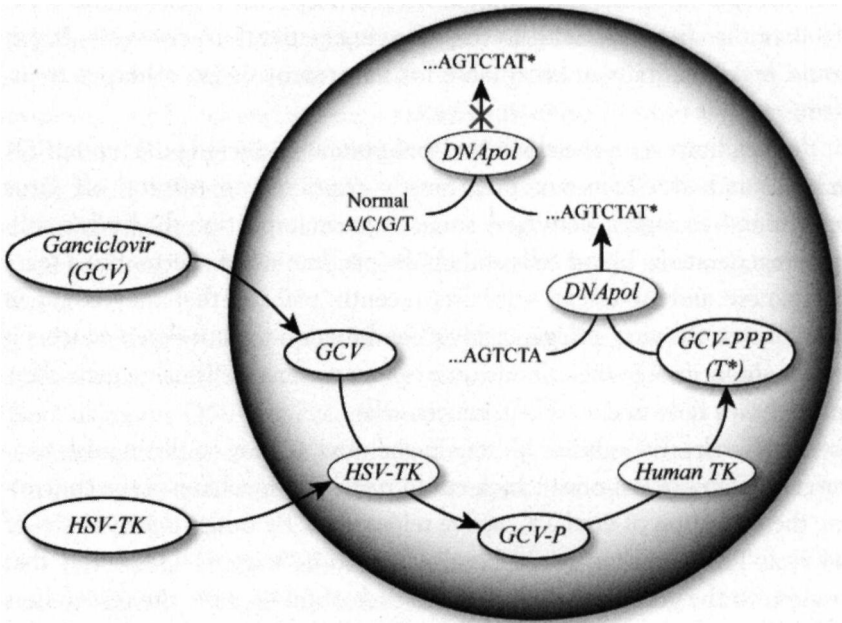 ...AGTCTAT*
DNApol
Normal
A/C/G/T
...AGTCTAT*
Ganciclovir
(GCV)
DNApol
GCV
...AGTCTA
GCV-PPP
(T*)
HSV-TK
Human TK
HSV-TK
GCV-P